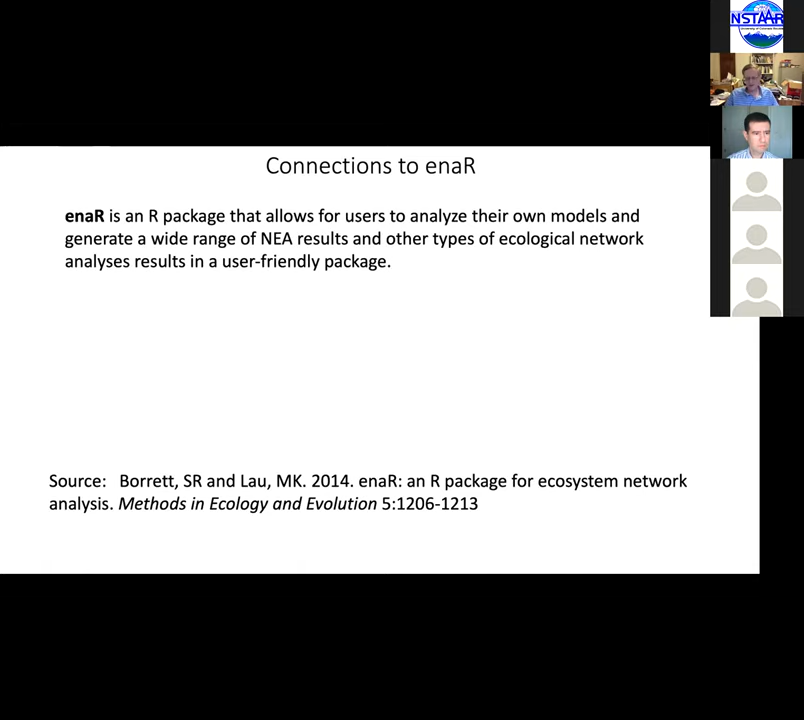 NSTAAR
Connections to enaR
enaR is an R package that allows for users to analyze their own models and
generate a wide range of NEA results and other types of ecological network
analyses results in a user-friendly package.
Source: Borrett, SR and Lau, MK. 2014. enaR: an R package for ecosystem network
analysis. Methods in Ecology and Evolution 5:1206-1213